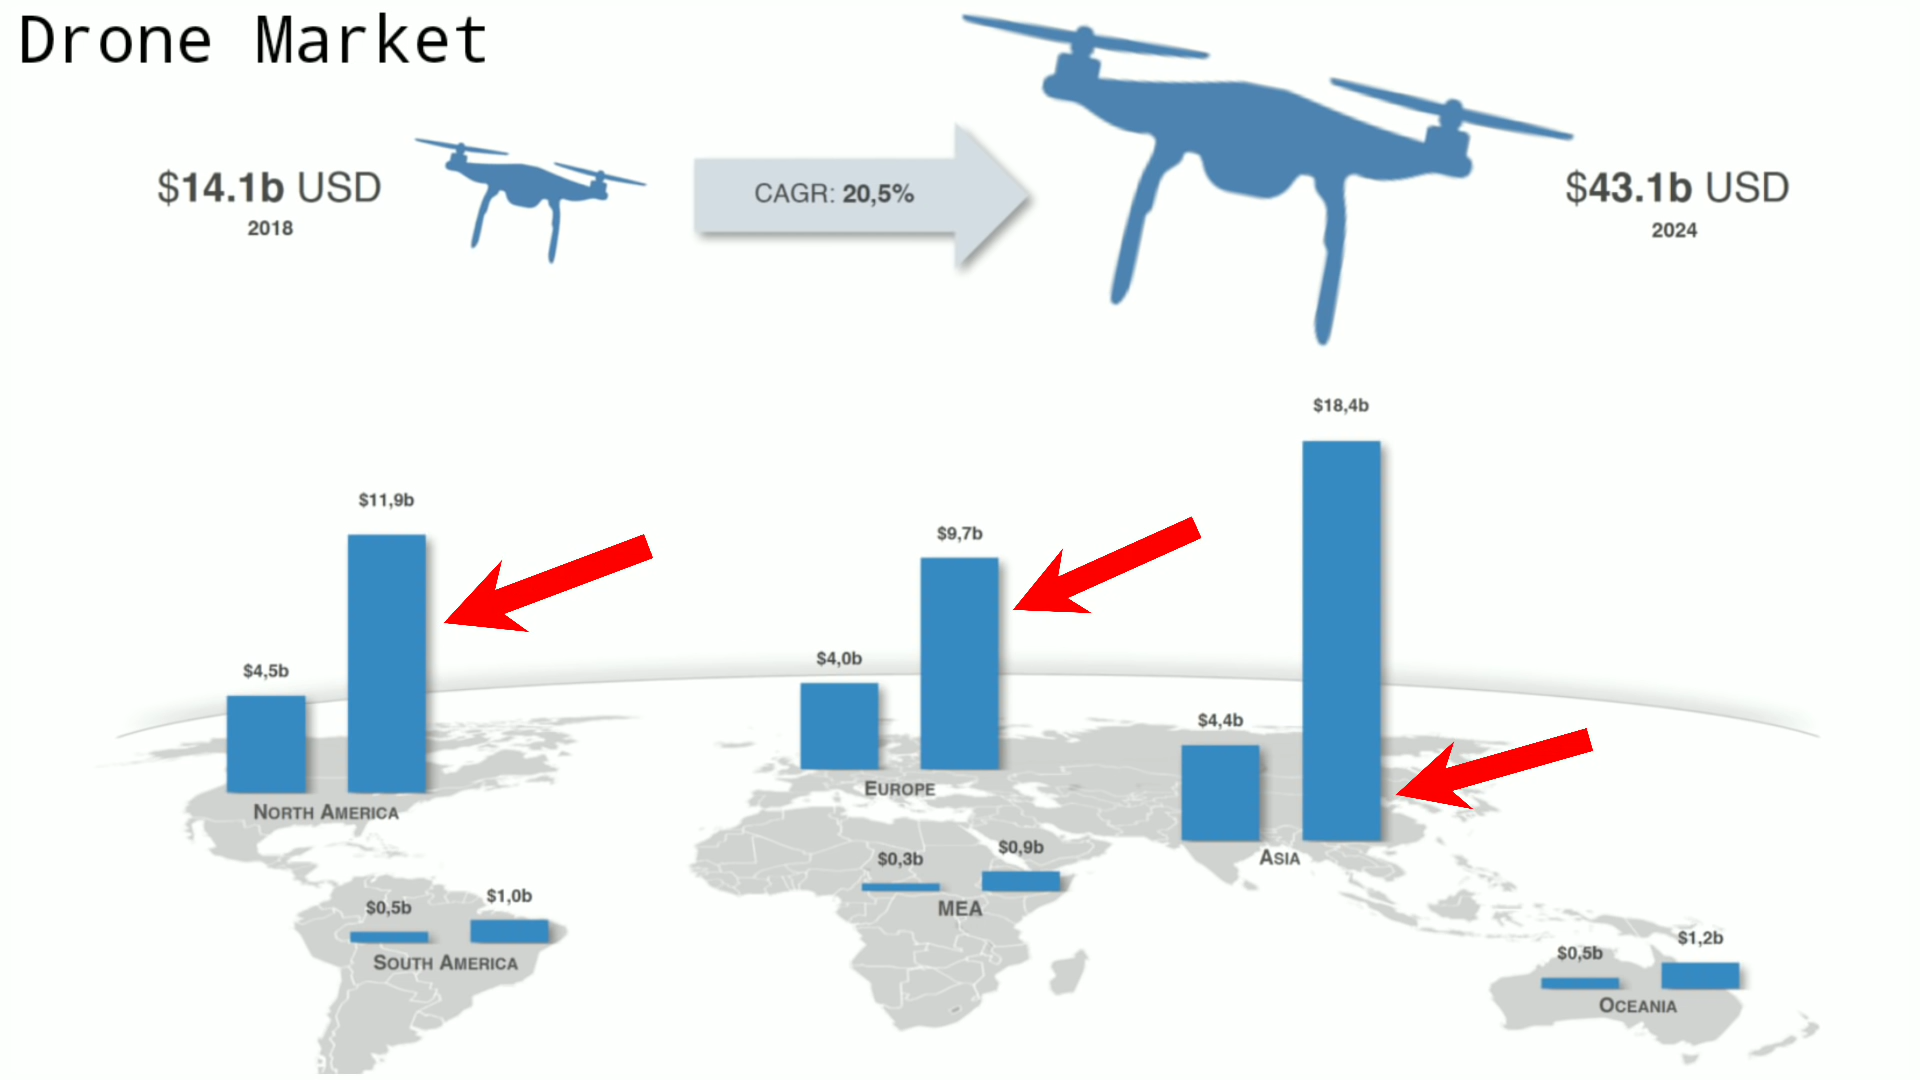 Drone Market
$14.1b USD
2018
CAGR: 20,5%
$43.1b USD
2024
$18,4b
$11,9b
$9,7b
$4,5b
$4,0b
$4,4b
NORTH AMERICA
EUROPE
ASIA
$0,3b
$0,9b
MEA
$0,5b
$1,0b
SOUTH AMERICA
$0,5b
$1,2b
OCEANIA